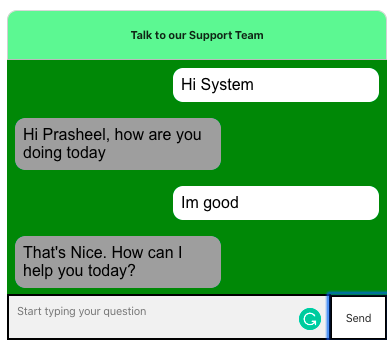 Talk to our Support Team
Hi System
Hi Prasheel, how are you
doing today
Im good
That's Nice. How can I
help you today?
Start typing your question
Send